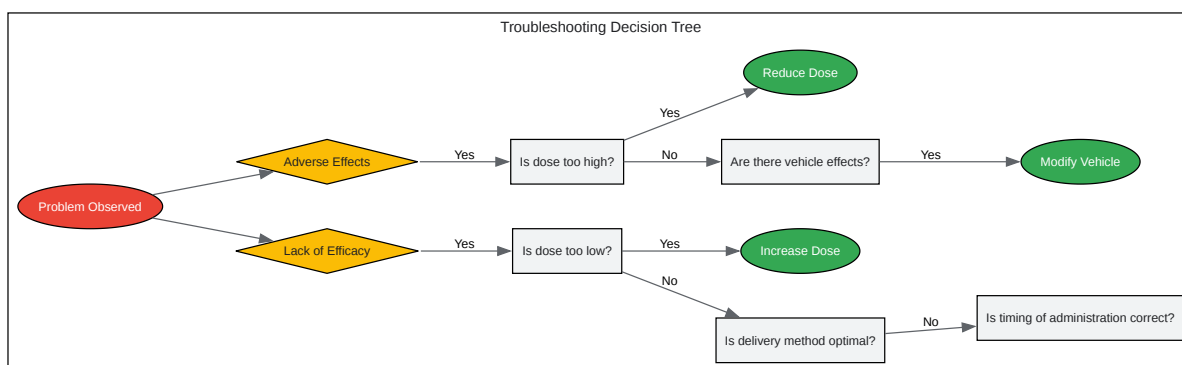 Troubleshooting Decision Tree
Reduce Dose
Yes
Adverse Effects
Yes
Is dose too high?
No
Are there vehicle effects?
Yes
Modify Vehicle
Problem Observed
Lack of Efficacy
Yes
Is dose too low?
Yes
Increase Dose
No
Is delivery method optimal?
No
Is timing of administration correct?